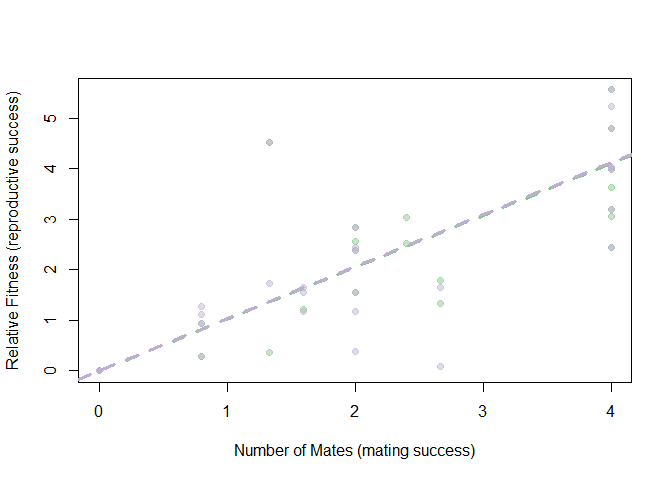 Relative Fitness (reproductive success)
5
4
3
2
1
0
0 1 2 3 4
Number of Mates (mating success)